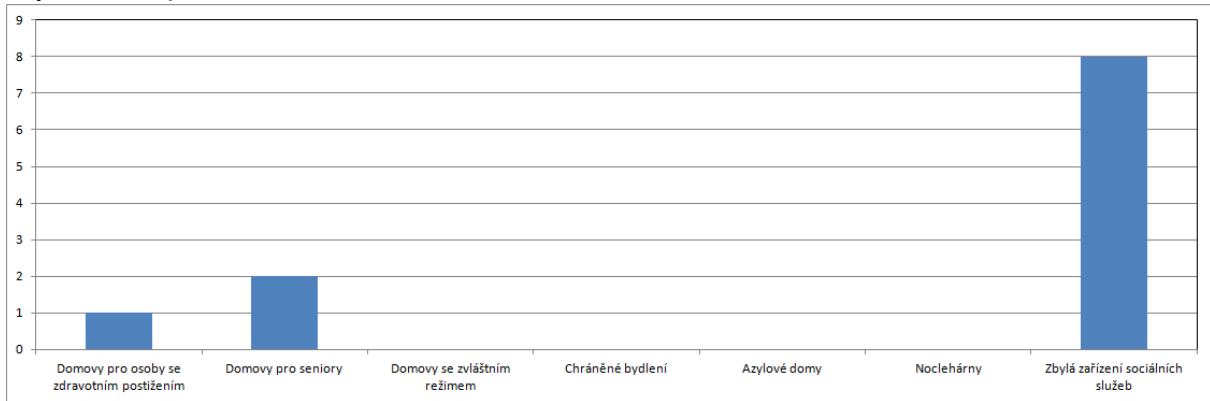 9
8
7
6
5
4
3
2
1
0
Domovy pro osoby se
zdravotním postižením
Domovy pro seniory
Domovy se zvláštním
režimem
Chráněné bydlení
Azylové domy
Noclehárny
Zbylá zařízení sociálních
služeb